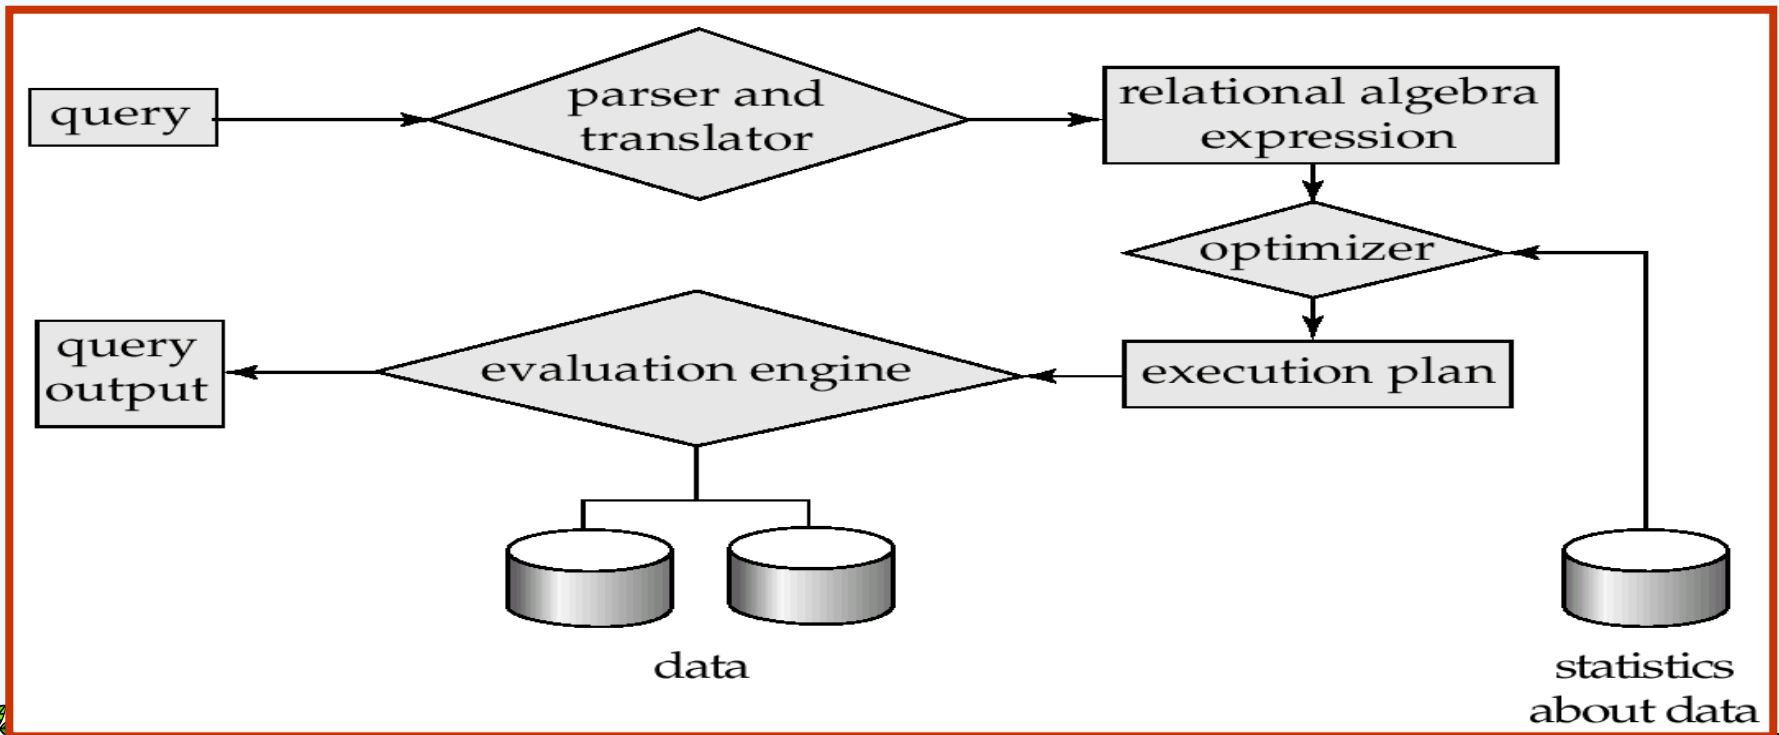 query
parser and
translator
relational algebra
expression
optimizer
query
output
evaluation engine
execution plan
data
statistics
about data